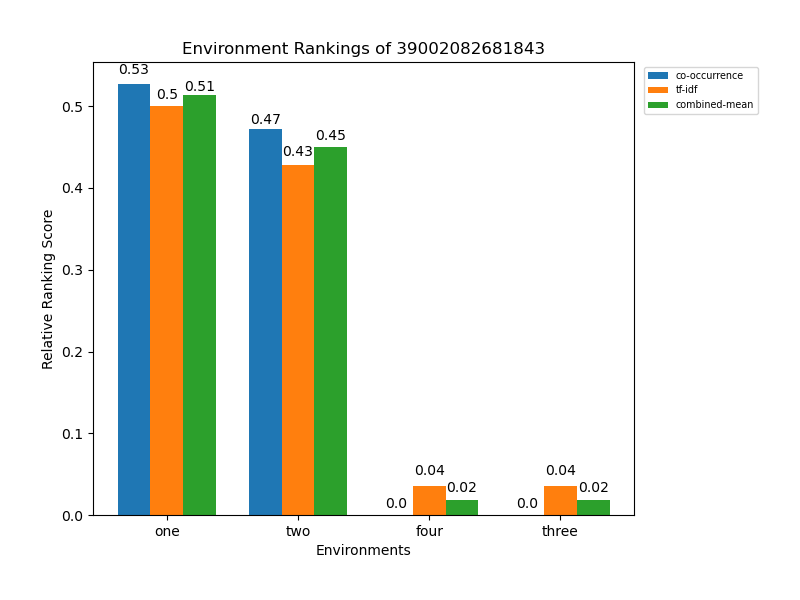 Environment Rankings of 39002082681843
co-occurrence
tf-idf
combined-mean
Relative Ranking Score
0.5
0.4
0.3
0.2
0.1
0.0
0.53
0.5
0.51
0.47
0.43
0.45
0.0
0.04
0.02
0.0
0.04
0.02
one two four three
Environments